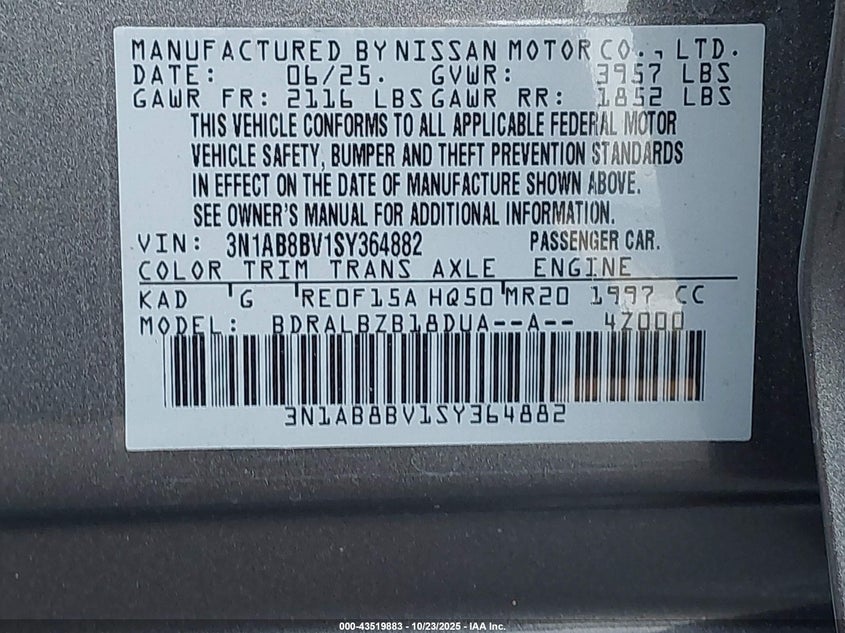 MANUFACTURED BY NISSAN MOTOR CO., LTD.
DATE: 06/25. GVWR: 3957 LBS
GAWR FR: 2116 LBS GAWR RR: 1852 LBS
THIS VEHICLE CONFORMS TO ALL APPLICABLE FEDERAL MOTOR
VEHICLE SAFETY, BUMPER AND THEFT PREVENTION STANDARDS
IN EFFECT ON THE DATE OF MANUFACTURE SHOWN ABOVE.
SEE OWNER'S MANUAL FOR ADDITIONAL INFORMATION.
VIN: 3N1AB8BV1SY364882 PASSENGER CAR.
COLOR TRIM TRANS AXLE ENGINE
KAD G RE0F15A HQ50 MR20 1997 CC
MODEL: BDRALBZB18DUA--A-- 4Z000
3N1AB8BV1SY364882
000-43519883 - 10/23/2025 - IAA Inc.